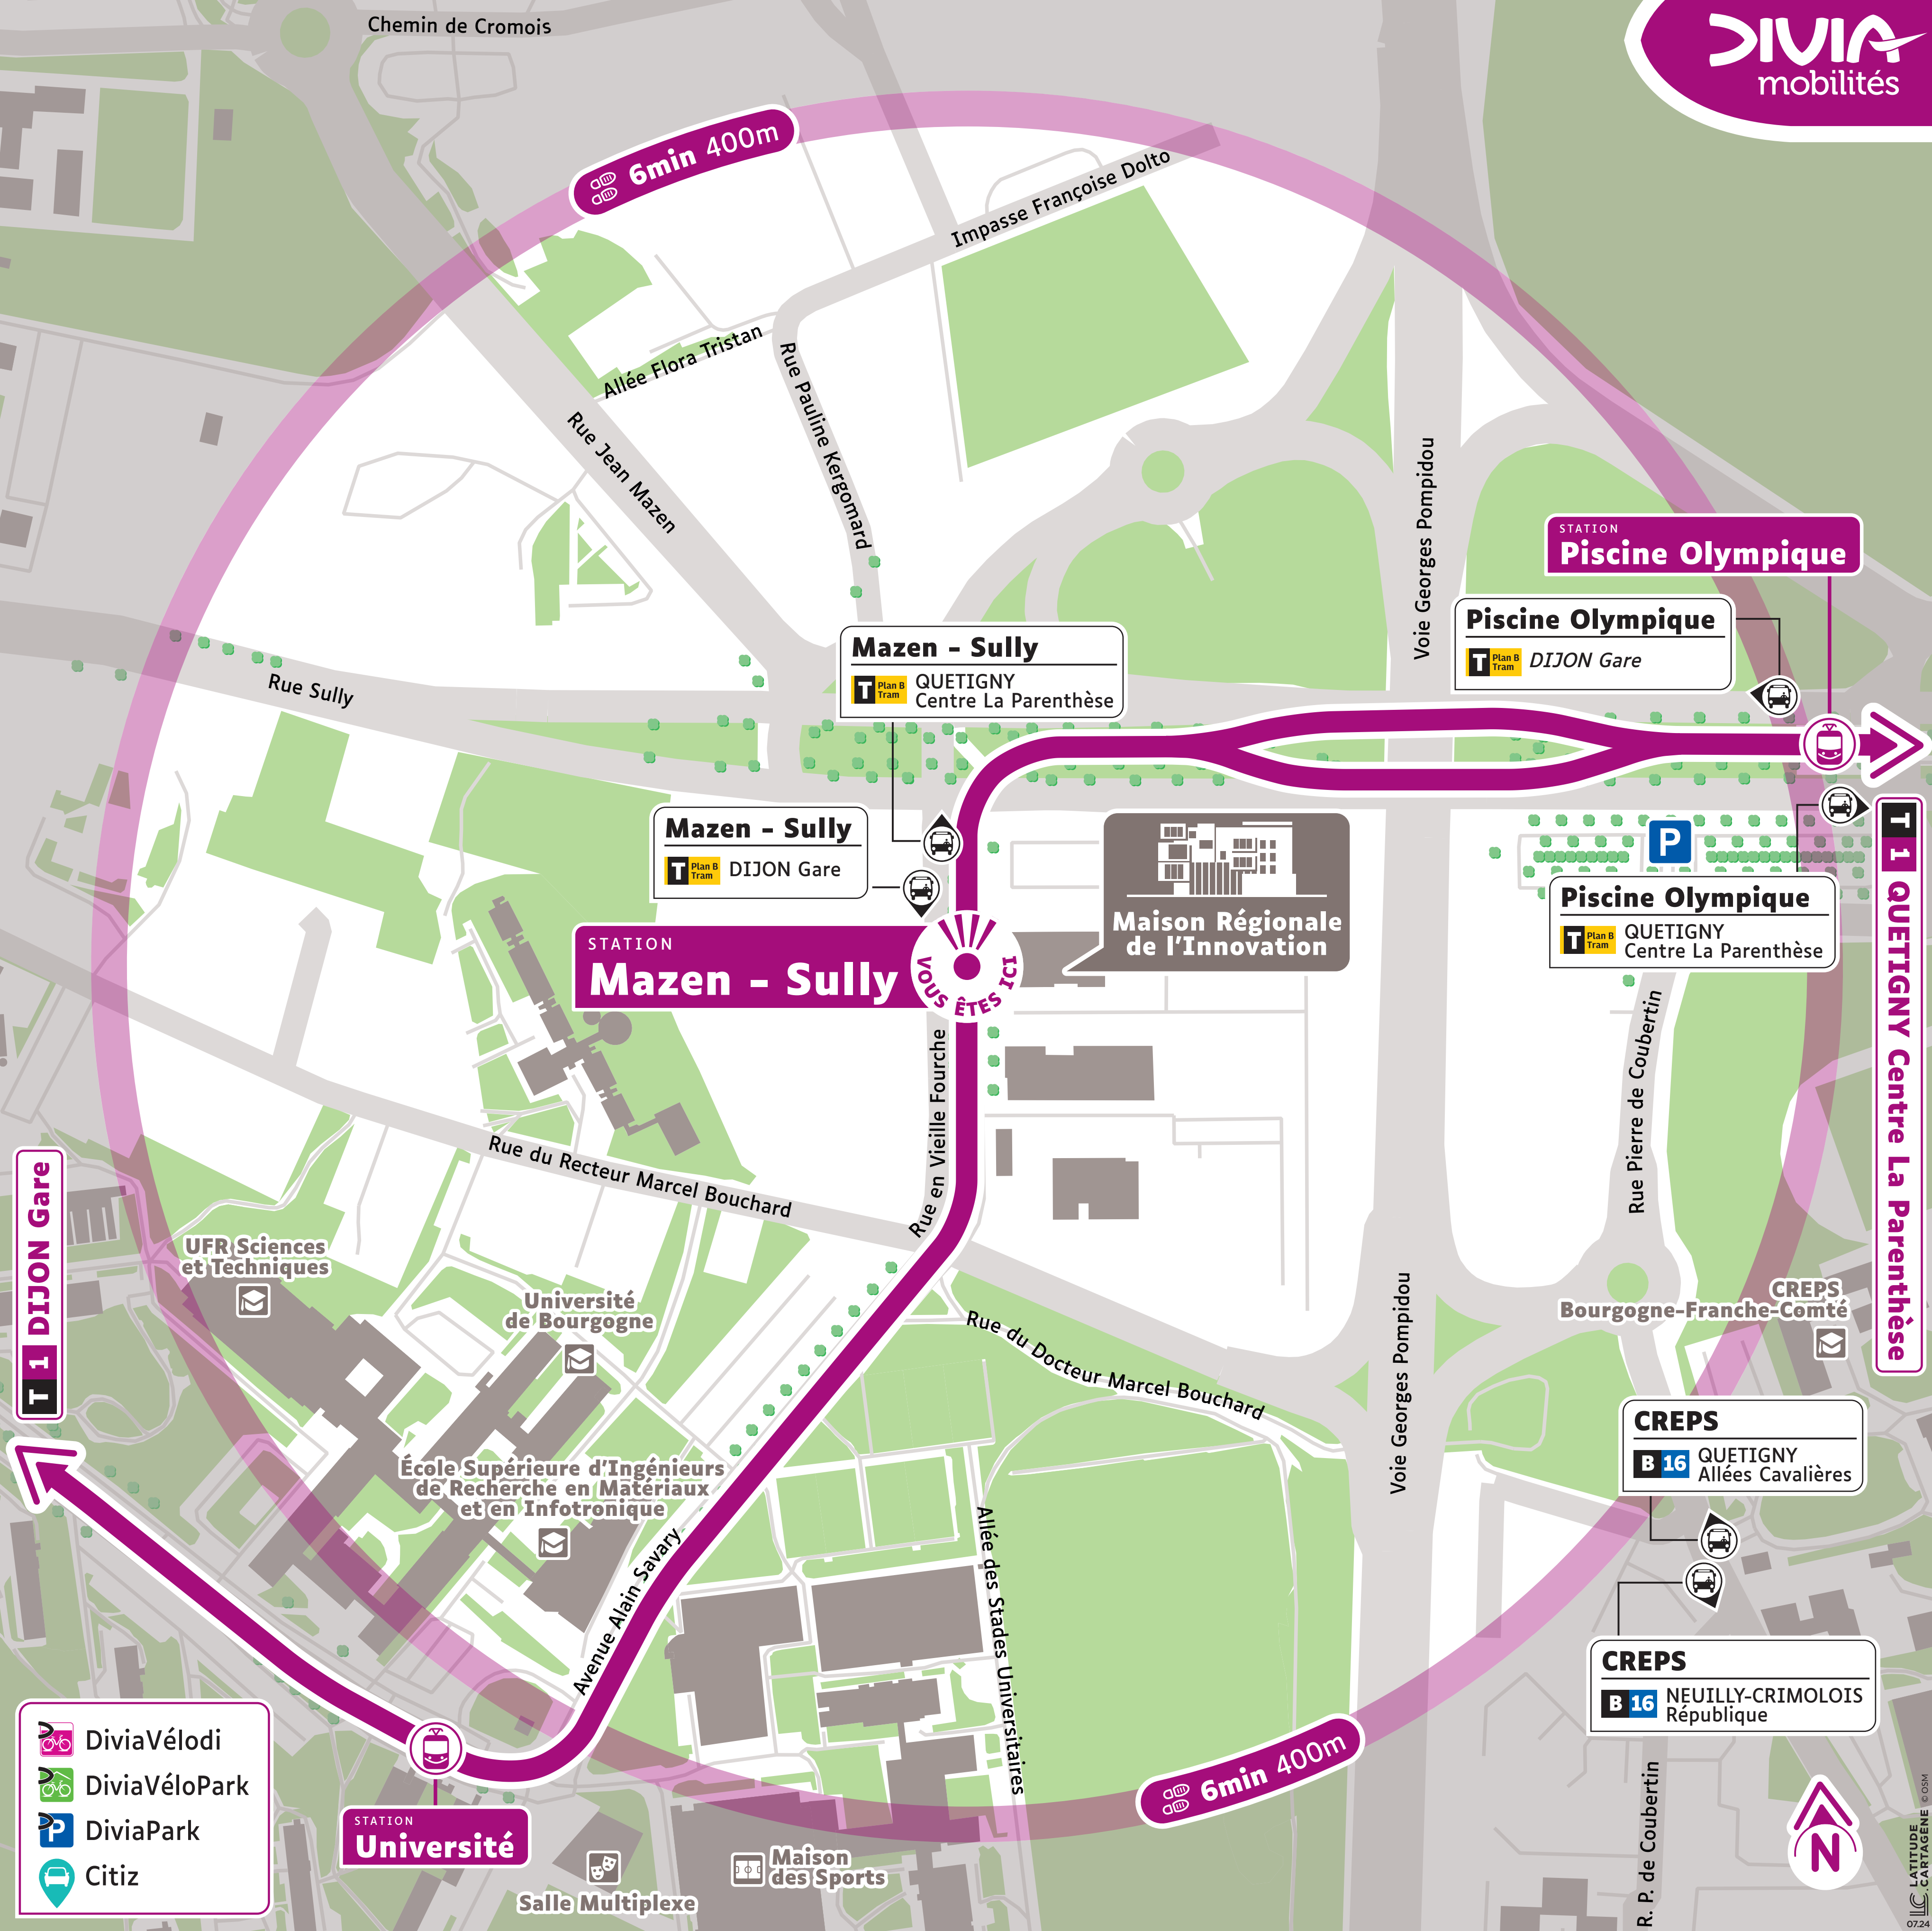 Chemin de Cromois
DIVIA
mobilités
6min 400m
Impasse Françoise Dolto
Allée Flora Tristan
Rue Pauline Kergomard
Rue Jean Mazen
Voie Georges Pompidou
STATION
Piscine Olympique
Piscine Olympique
T Plan B
Tram
DIJON Gare
Mazen - Sully
T Plan B
Tram
QUETIGNY
Centre La Parenthèse
Rue Sully
Mazen - Sully
T Plan B
Tram
DIJON Gare
Maison Régionale
de l'Innovation
P
Piscine Olympique
T Plan B
Tram
QUETIGNY
Centre La Parenthèse
T 1 QUETIGNY Centre La Parenthèse
STATION
Mazen - Sully
VOUS ÊTES ICI
Rue en Vieille Fourche
Rue Pierre de Coubertin
Rue du Recteur Marcel Bouchard
T 1 DIJON Gare
UFR Sciences
et Techniques
Université
de Bourgogne
Rue du Docteur Marcel Bouchard
Voie Georges Pompidou
CREPS
Bourgogne-Franche-Comté
CREPS
B 16
QUETIGNY
Allées Cavalières
École Supérieure d'Ingénieurs
de Recherche en Matériaux
et en Infotronique
Avenue Alain Savary
Allée des Stades Universitaires
CREPS
B 16
NEUILLY-CRIMOLOIS
République
6min 400m
DiviaVélodi
DiviaVéloPark
P DiviaPark
Citiz
STATION
Université
Salle Multiplexe
Maison
des Sports
R. P. de Coubertin
N
LATITUDE
CARTAGÈNE
© OSM
07.24